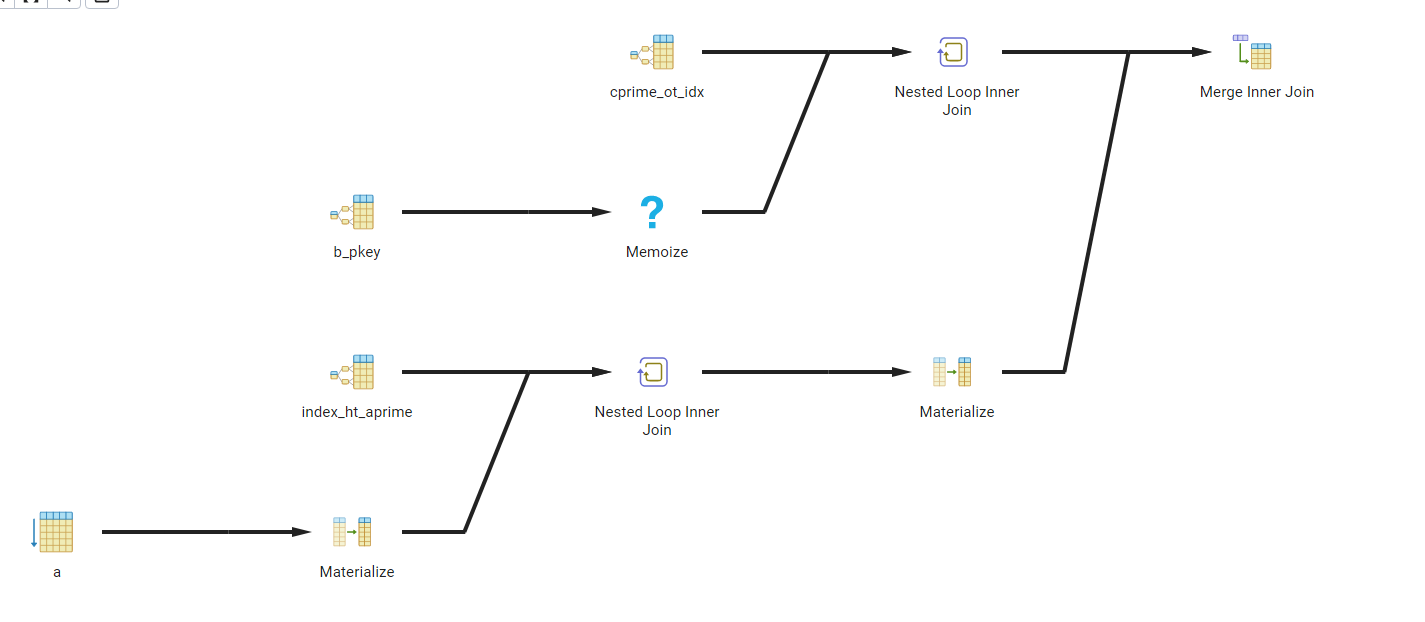 cprime_ot_idx
Nested Loop Inner
Join
Merge Inner Join
b_pkey
?
Memoize
index_ht_aprime
Nested Loop Inner
Join
Materialize
a
Materialize